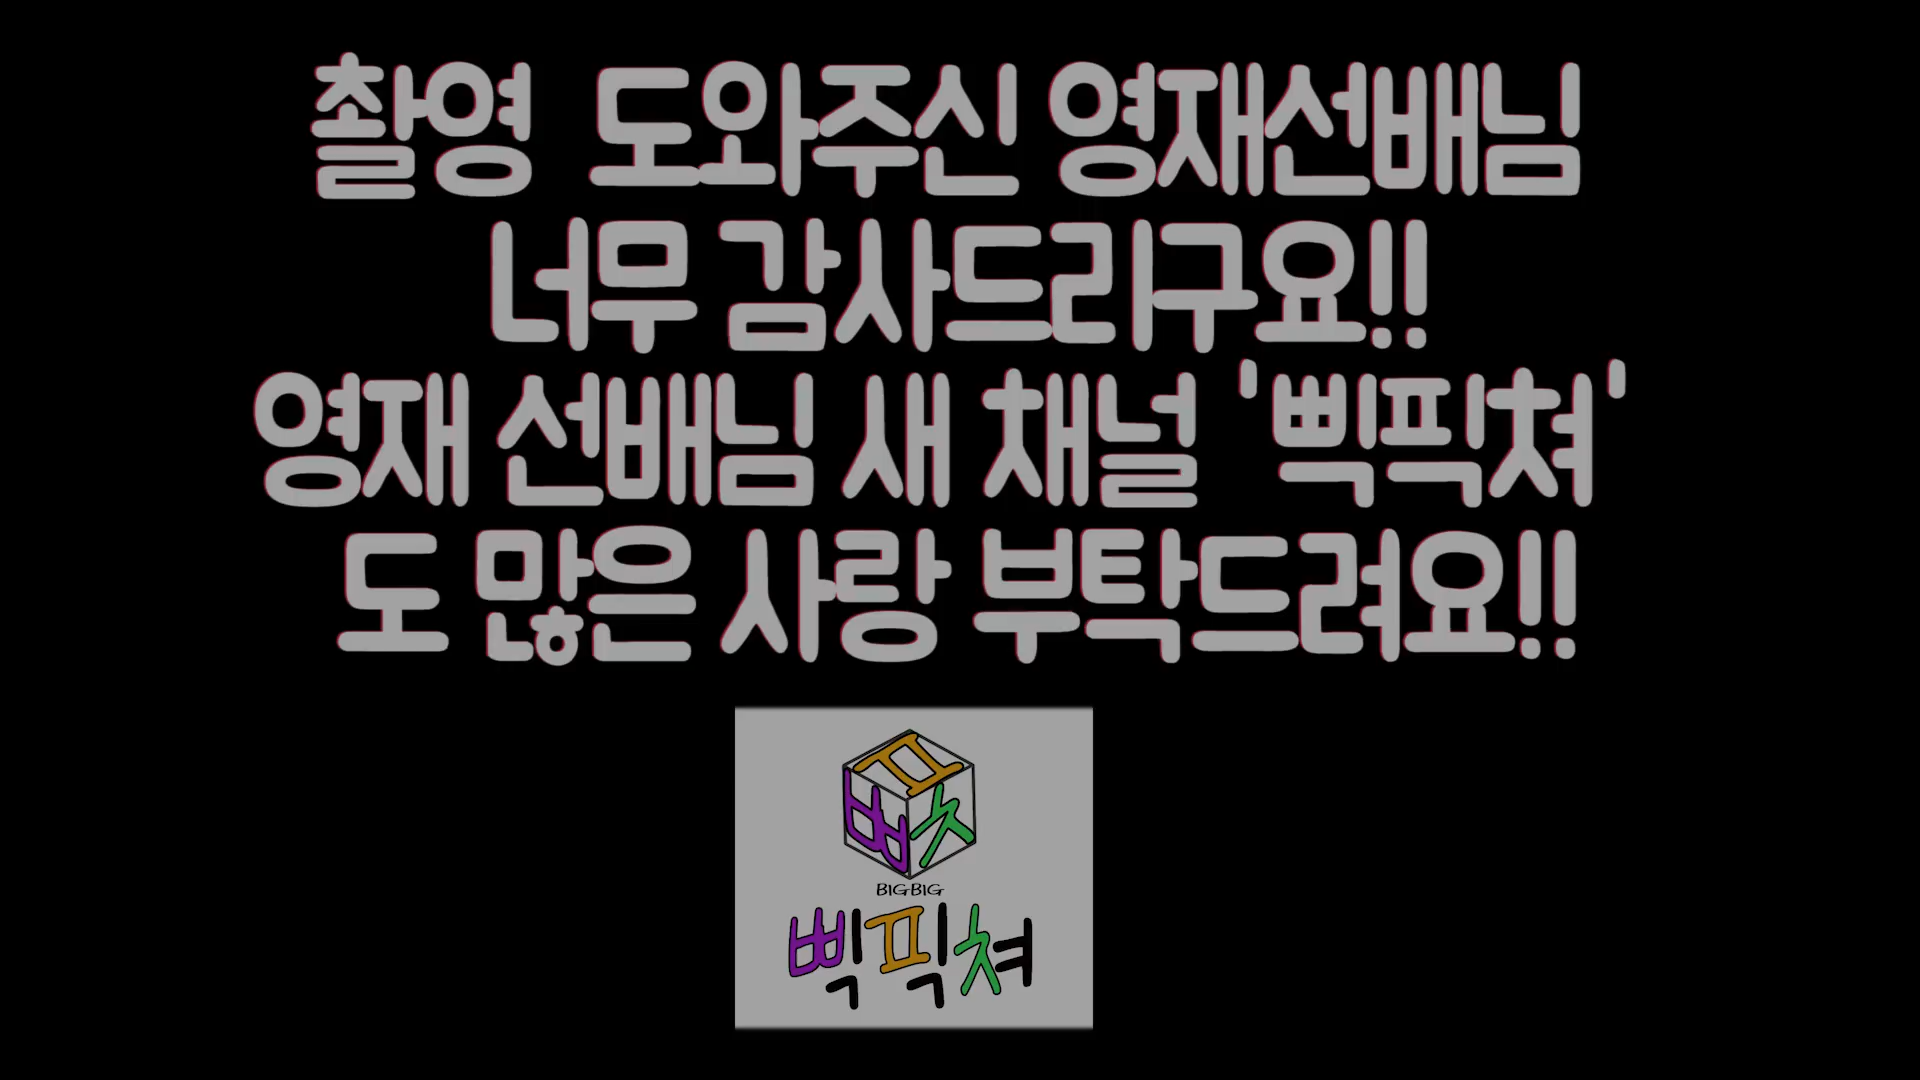 촬영 도와주신 영재선배님
너무 감사드리구요!!
영재 선배님 새 채널 '삑픽쳐'
도 많은 사랑 부탁드려요!!
ㅍ
ㅃ ㅊ
BIGBIG
삑픽쳐